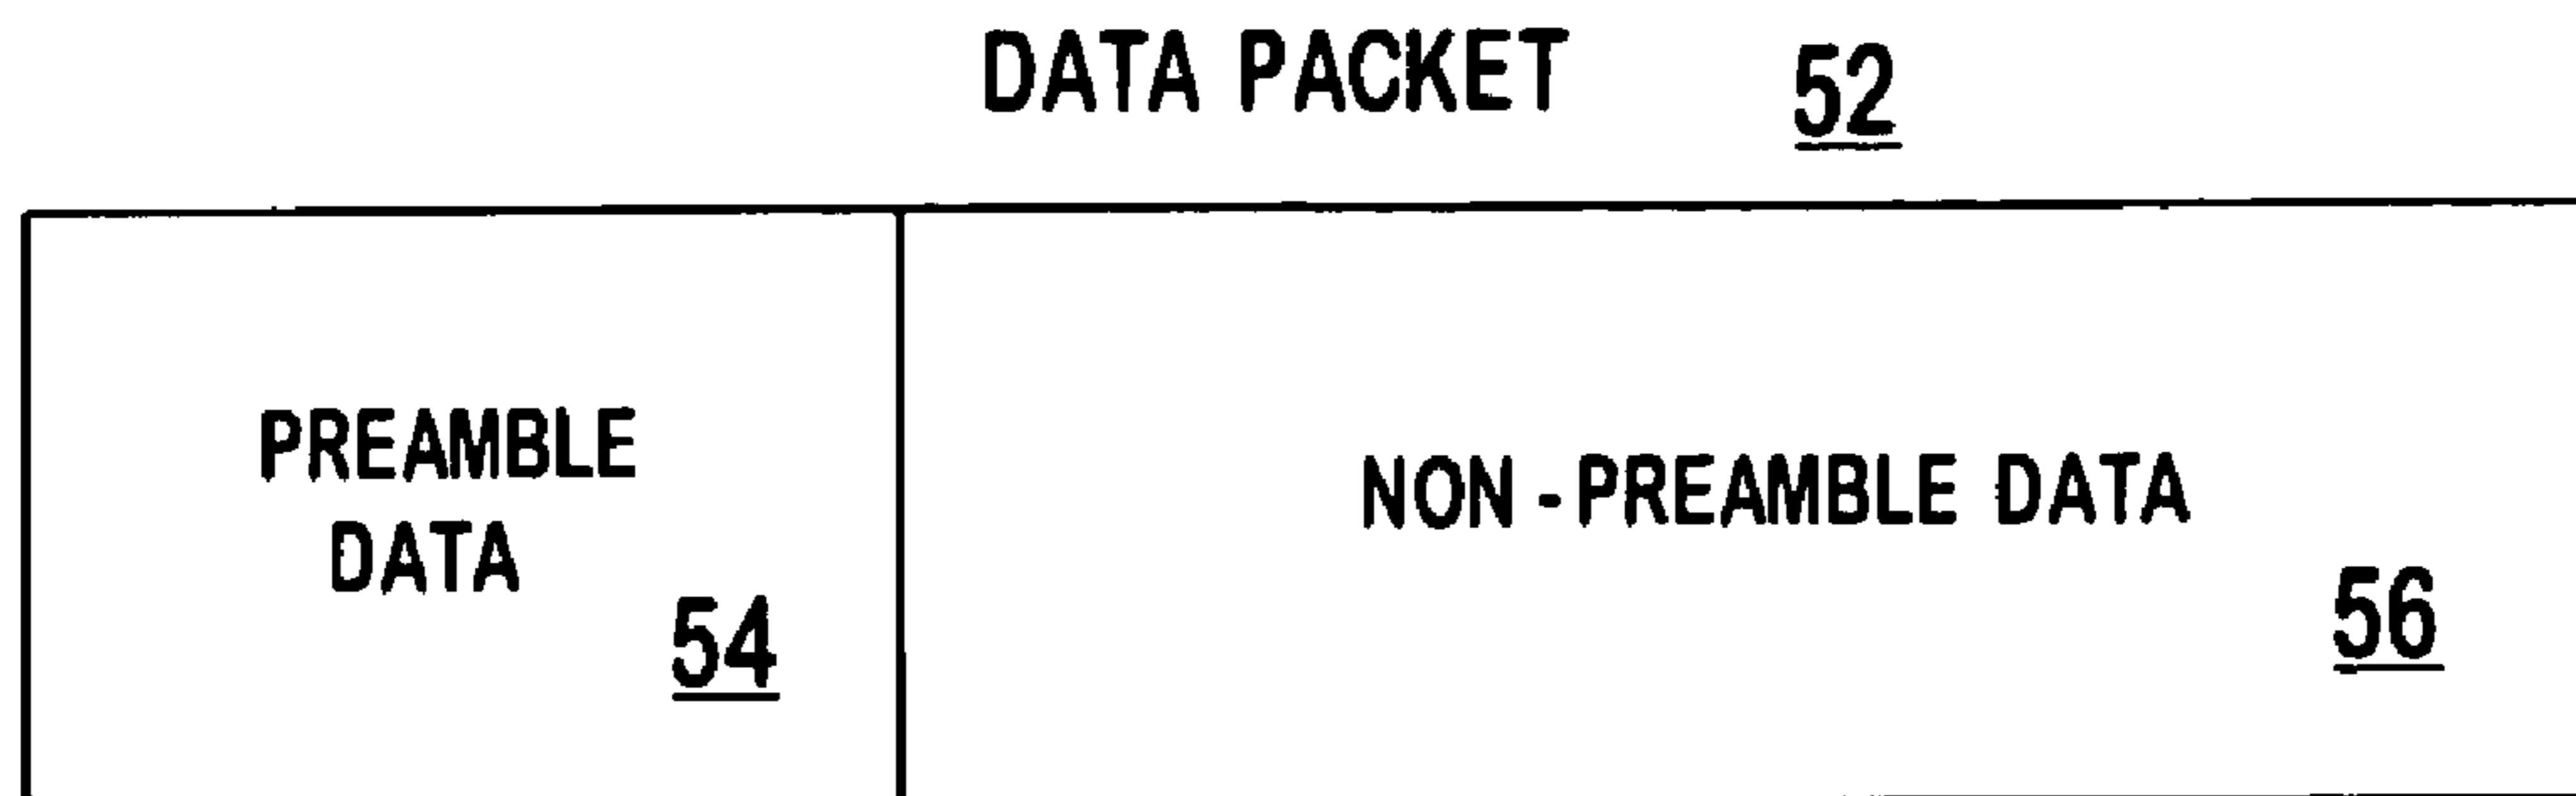 DATA PACKET 52
PREAMBLE
DATA
54
NON-PREAMBLE DATA
56